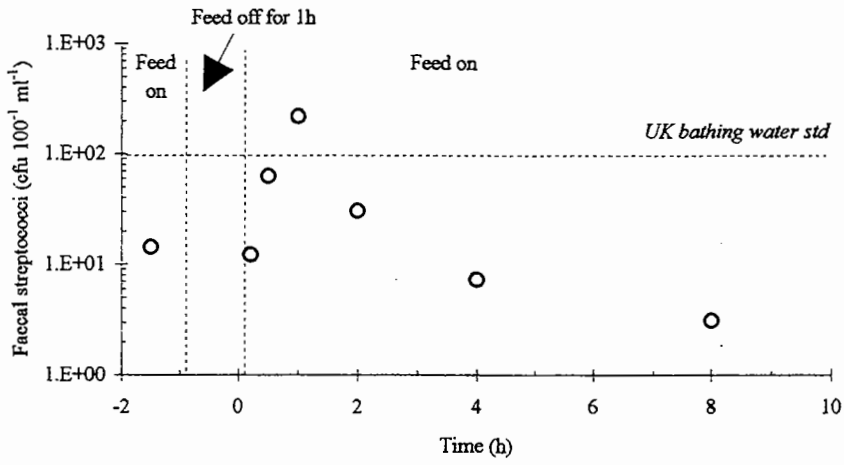 Feed off for 1h
1.E+03
Feed
on
Feed on
UK bathing water std
1.E+02
1.E+01
1.E+00
Faecal streptococci (cfu 100⁻¹ ml⁻¹)
-2
0
2
4
6
8
10
Time (h)